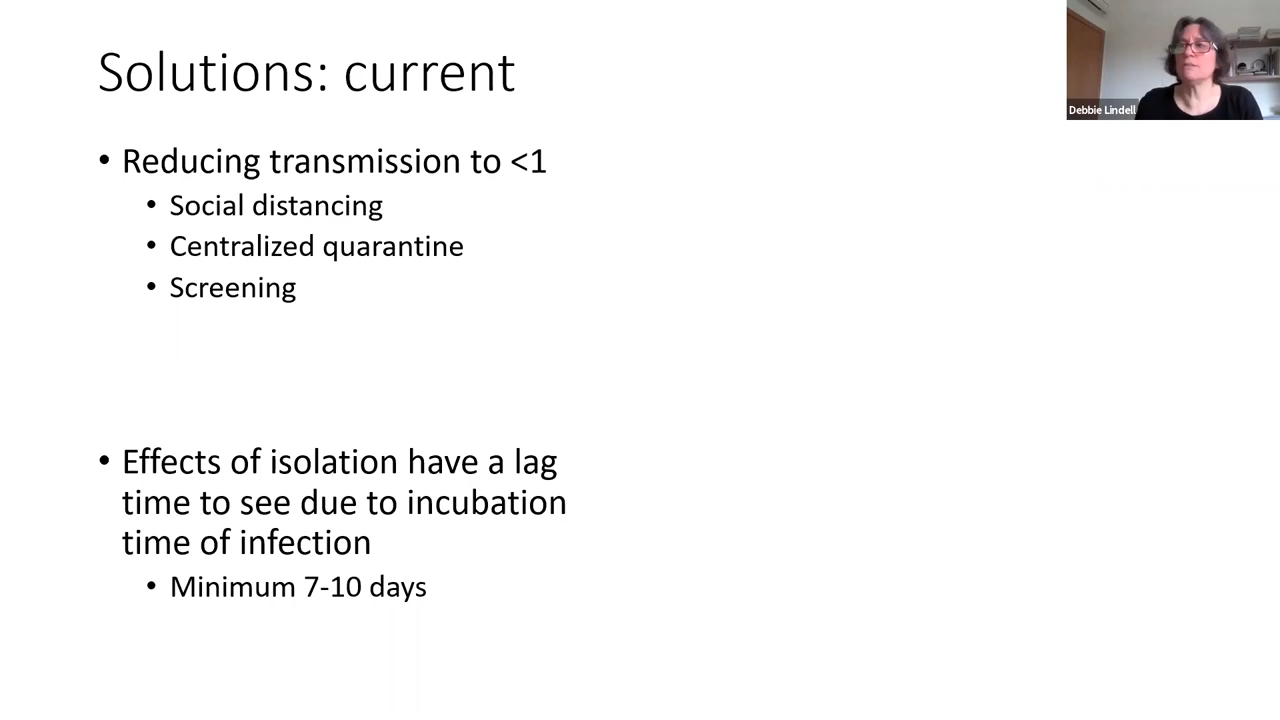 Solutions: current
Debbie Lindell
• Reducing transmission to <1
• Social distancing
• Centralized quarantine
• Screening
• Effects of isolation have a lag
time to see due to incubation
time of infection
• Minimum 7-10 days